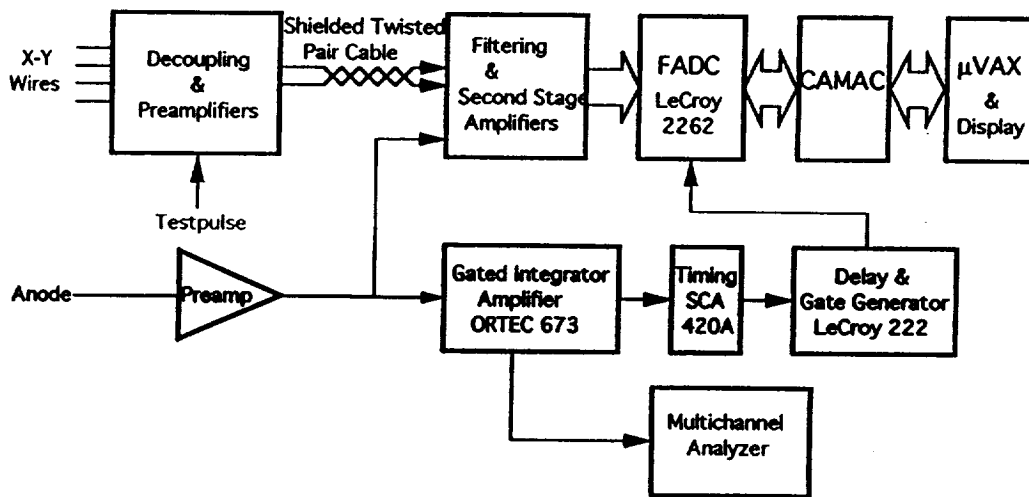 X-Y
Wires
Decoupling
&
Preamplifiers
Shielded Twisted
Pair Cable
Filtering
&
Second Stage
Amplifiers
FADC
LeCroy
2262
CAMAC
µVAX
&
Display
Testpulse
Anode
Preamp
Gated Integrator
Amplifier
ORTEC 673
Timing
SCA
420A
Delay &
Gate Generator
LeCroy 222
Multichannel
Analyzer